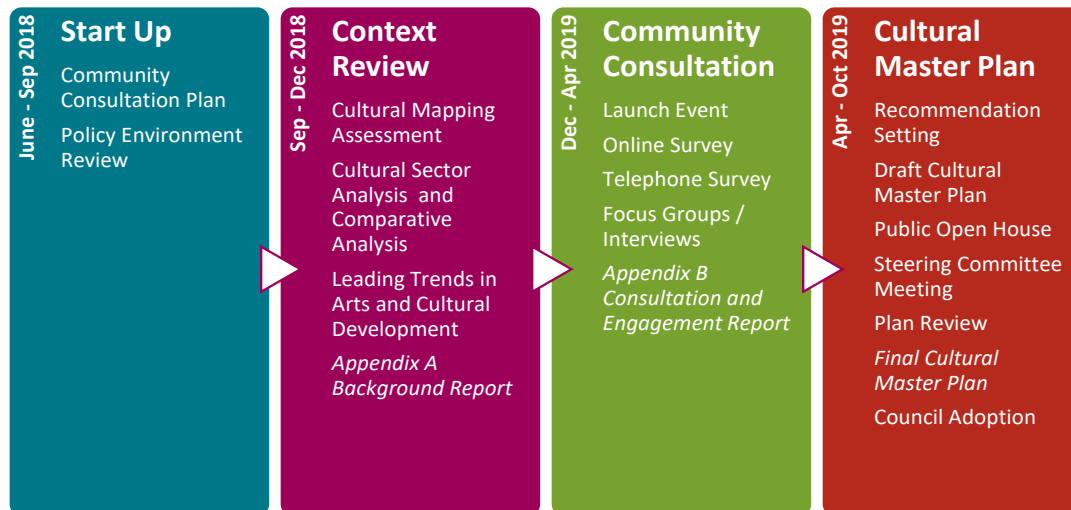 June - Sep 2018
Start Up
Community
Consultation Plan
Policy Environment
Review
Sep - Dec 2018
Context
Review
Cultural Mapping
Assessment
Cultural Sector
Analysis and
Comparative
Analysis
Leading Trends in
Arts and Cultural
Development
Appendix A
Background Report
Dec - Apr 2019
Community
Consultation
Launch Event
Online Survey
Telephone Survey
Focus Groups /
Interviews
Appendix B
Consultation and
Engagement Report
Apr - Oct 2019
Cultural
Master Plan
Recommendation
Setting
Draft Cultural
Master Plan
Public Open House
Steering Committee
Meeting
Plan Review
Final Cultural
Master Plan
Council Adoption